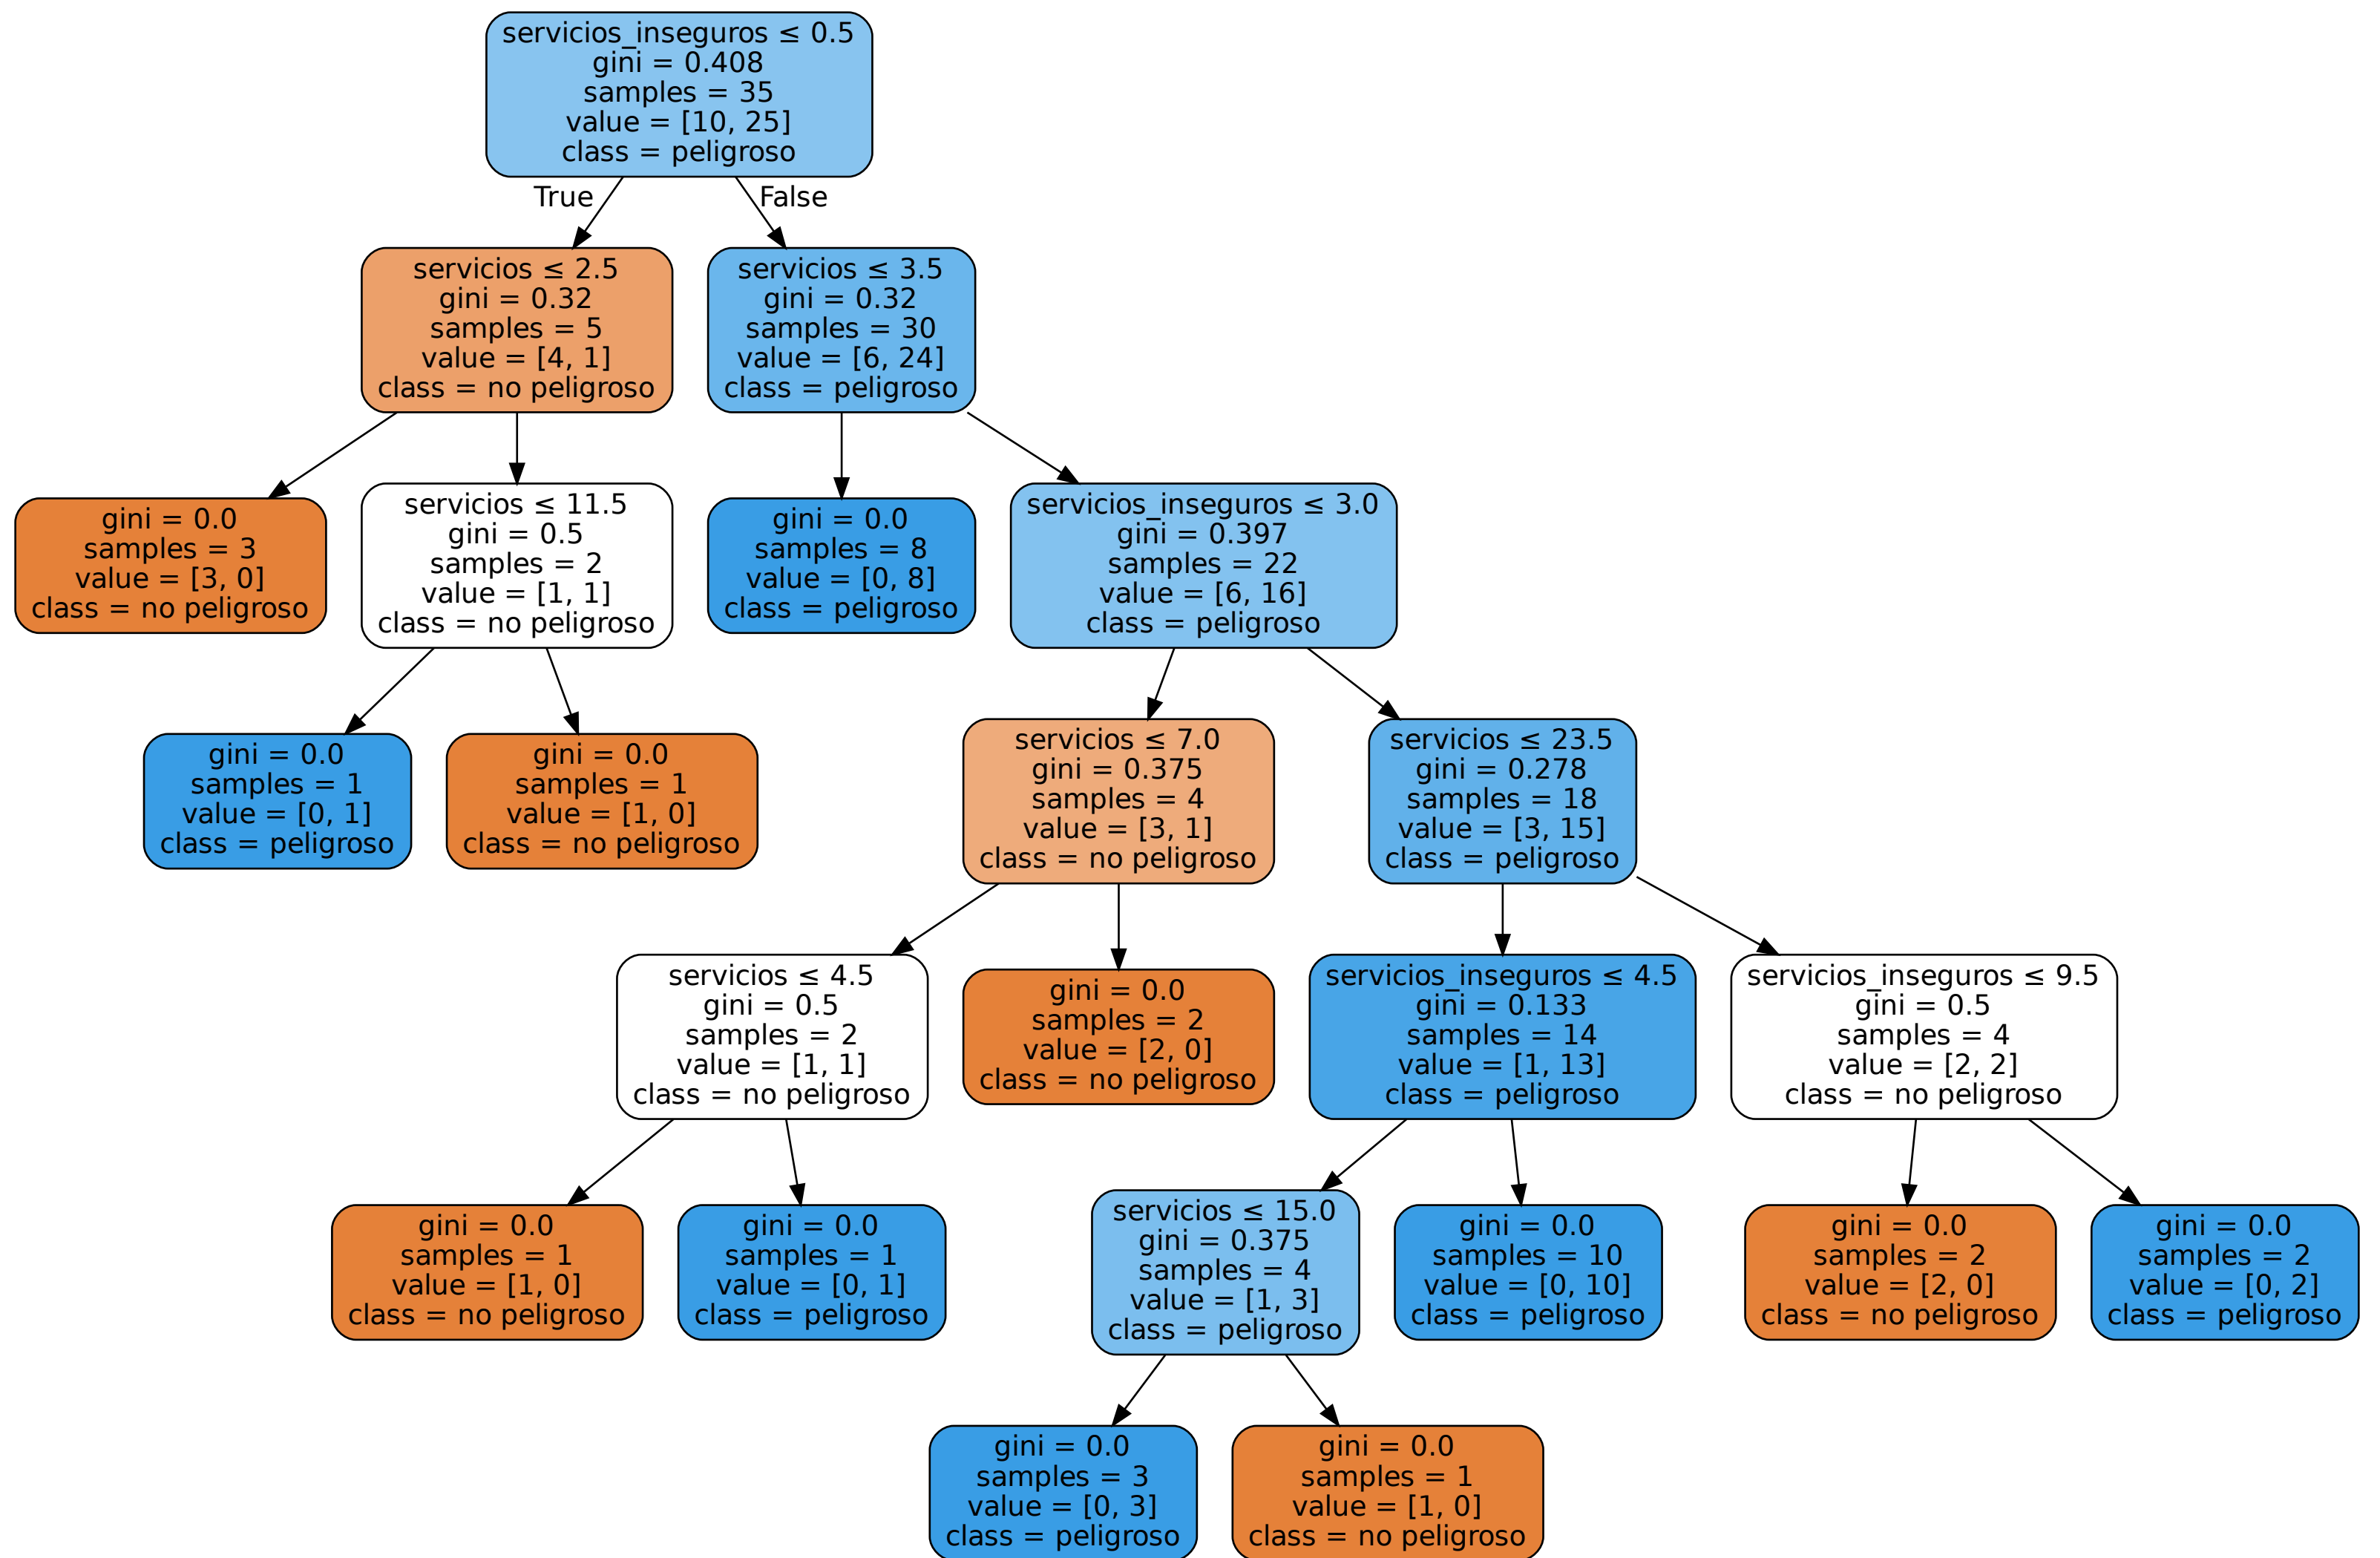 servicios_inseguros ≤ 0.5
gini = 0.408
samples = 35
value = [10, 25]
class = peligroso
True
False
servicios ≤ 2.5
gini = 0.32
samples = 5
value = [4, 1]
class = no peligroso
servicios ≤ 3.5
gini = 0.32
samples = 30
value = [6, 24]
class = peligroso
gini = 0.0
samples = 3
value = [3, 0]
class = no peligroso
servicios ≤ 11.5
gini = 0.5
samples = 2
value = [1, 1]
class = no peligroso
gini = 0.0
samples = 8
value = [0, 8]
class = peligroso
servicios_inseguros ≤ 3.0
gini = 0.397
samples = 22
value = [6, 16]
class = peligroso
gini = 0.0
samples = 1
value = [0, 1]
class = peligroso
gini = 0.0
samples = 1
value = [1, 0]
class = no peligroso
servicios ≤ 7.0
gini = 0.375
samples = 4
value = [3, 1]
class = no peligroso
servicios ≤ 23.5
gini = 0.278
samples = 18
value = [3, 15]
class = peligroso
servicios ≤ 4.5
gini = 0.5
samples = 2
value = [1, 1]
class = no peligroso
gini = 0.0
samples = 2
value = [2, 0]
class = no peligroso
servicios_inseguros ≤ 4.5
gini = 0.133
samples = 14
value = [1, 13]
class = peligroso
servicios_inseguros ≤ 9.5
gini = 0.5
samples = 4
value = [2, 2]
class = no peligroso
gini = 0.0
samples = 1
value = [1, 0]
class = no peligroso
gini = 0.0
samples = 1
value = [0, 1]
class = peligroso
servicios ≤ 15.0
gini = 0.375
samples = 4
value = [1, 3]
class = peligroso
gini = 0.0
samples = 10
value = [0, 10]
class = peligroso
gini = 0.0
samples = 2
value = [2, 0]
class = no peligroso
gini = 0.0
samples = 2
value = [0, 2]
class = peligroso
gini = 0.0
samples = 3
value = [0, 3]
class = peligroso
gini = 0.0
samples = 1
value = [1, 0]
class = no peligroso